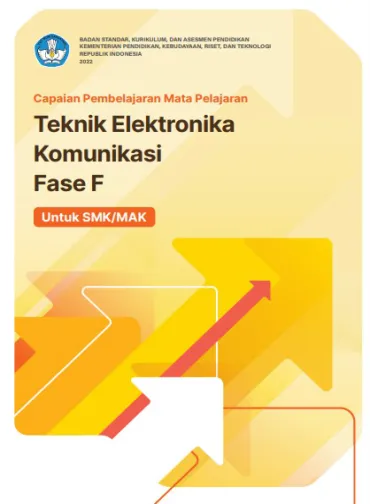 BADAN STANDAR, KURIKULUM, DAN ASESMEN PENDIDIKAN
KEMENTERIAN PENDIDIKAN, KEBUDAYAAN, RISET, DAN TEKNOLOGI
REPUBLIK INDONESIA
2022
Capaian Pembelajaran Mata Pelajaran
Teknik Elektronika
Komunikasi
Fase F
Untuk SMK/MAK